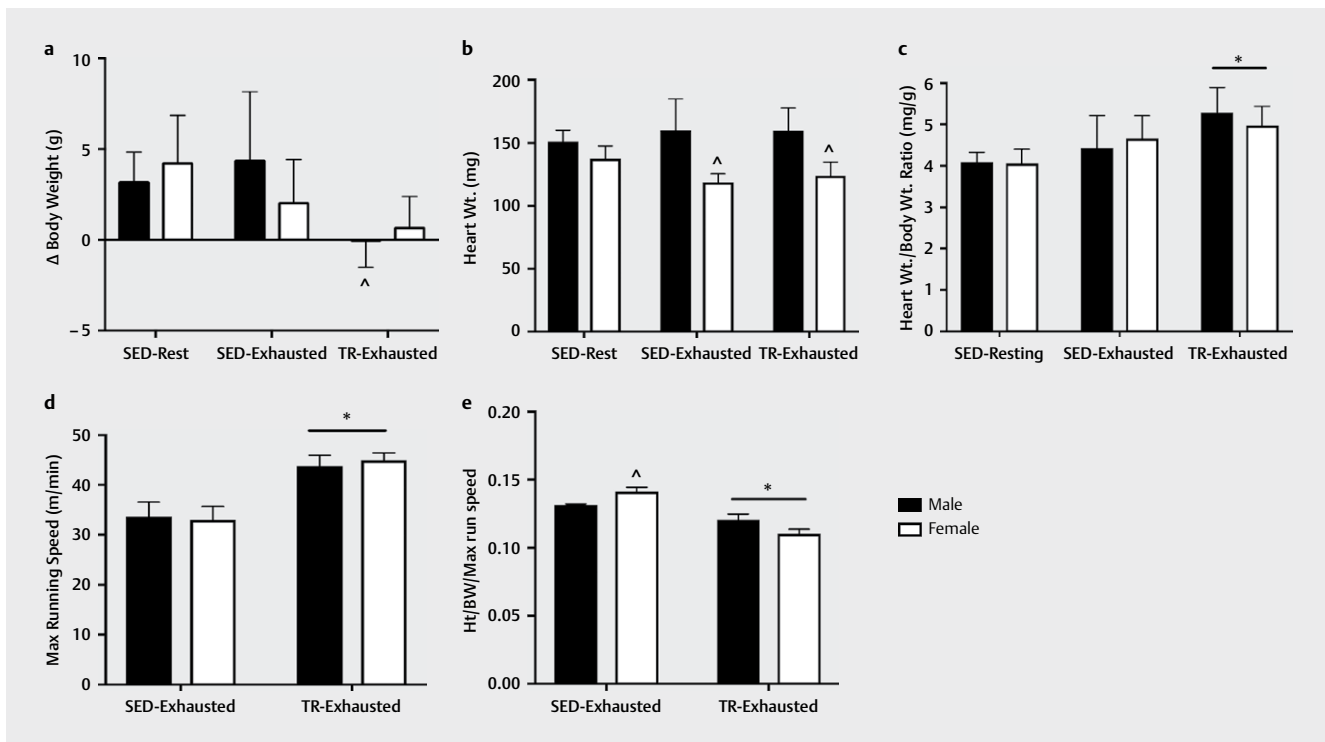 a
Δ Body Weight (g)
10
5
0
– 5
^
SED-Rest SED-Exhausted TR-Exhausted
b
Heart Wt. (mg)
200
150
100
50
0
^
^
SED-Rest SED-Exhausted TR-Exhausted
c
Heart Wt./Body Wt. Ratio (mg/g)
6
5
4
3
2
1
0
*
SED-Resting SED-Exhausted TR-Exhausted
d
Max Running Speed (m/min)
50
40
30
20
10
0
*
SED-Exhausted TR-Exhausted
e
Ht/BW/Max run speed
0.20
0.15
0.10
0.05
0.00
^
*
SED-Exhausted TR-Exhausted
Male
Female